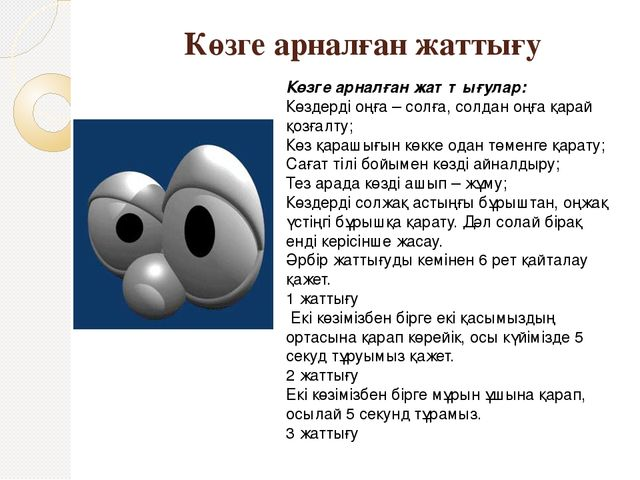 Көзге арналған жаттығу
Көзге арналған жат т ығулар:
Көздерді оңға – солға, солдан оңға қарай
қозғалту;
Көз қарашығын көкке одан төменге қарату;
Сағат тілі бойымен көзді айналдыру;
Тез арада көзді ашып – жұму;
Көздерді солжақ астыңғы бұрыштан, оңжақ
үстіңгі бұрышқа қарату. Дәл солай бірақ
енді керісінше жасау.
Әрбір жаттығуды кемінен 6 рет қайталау
қажет.
1 жаттығу
Екі көзімізбен бірге екі қасымыздың
ортасына қарап көрейік, осы күйімізде 5
секуд тұруымыз қажет.
2 жаттығу
Екі көзімізбен бірге мұрын ұшына қарап,
осылай 5 секунд тұрамыз.
3 жаттығу